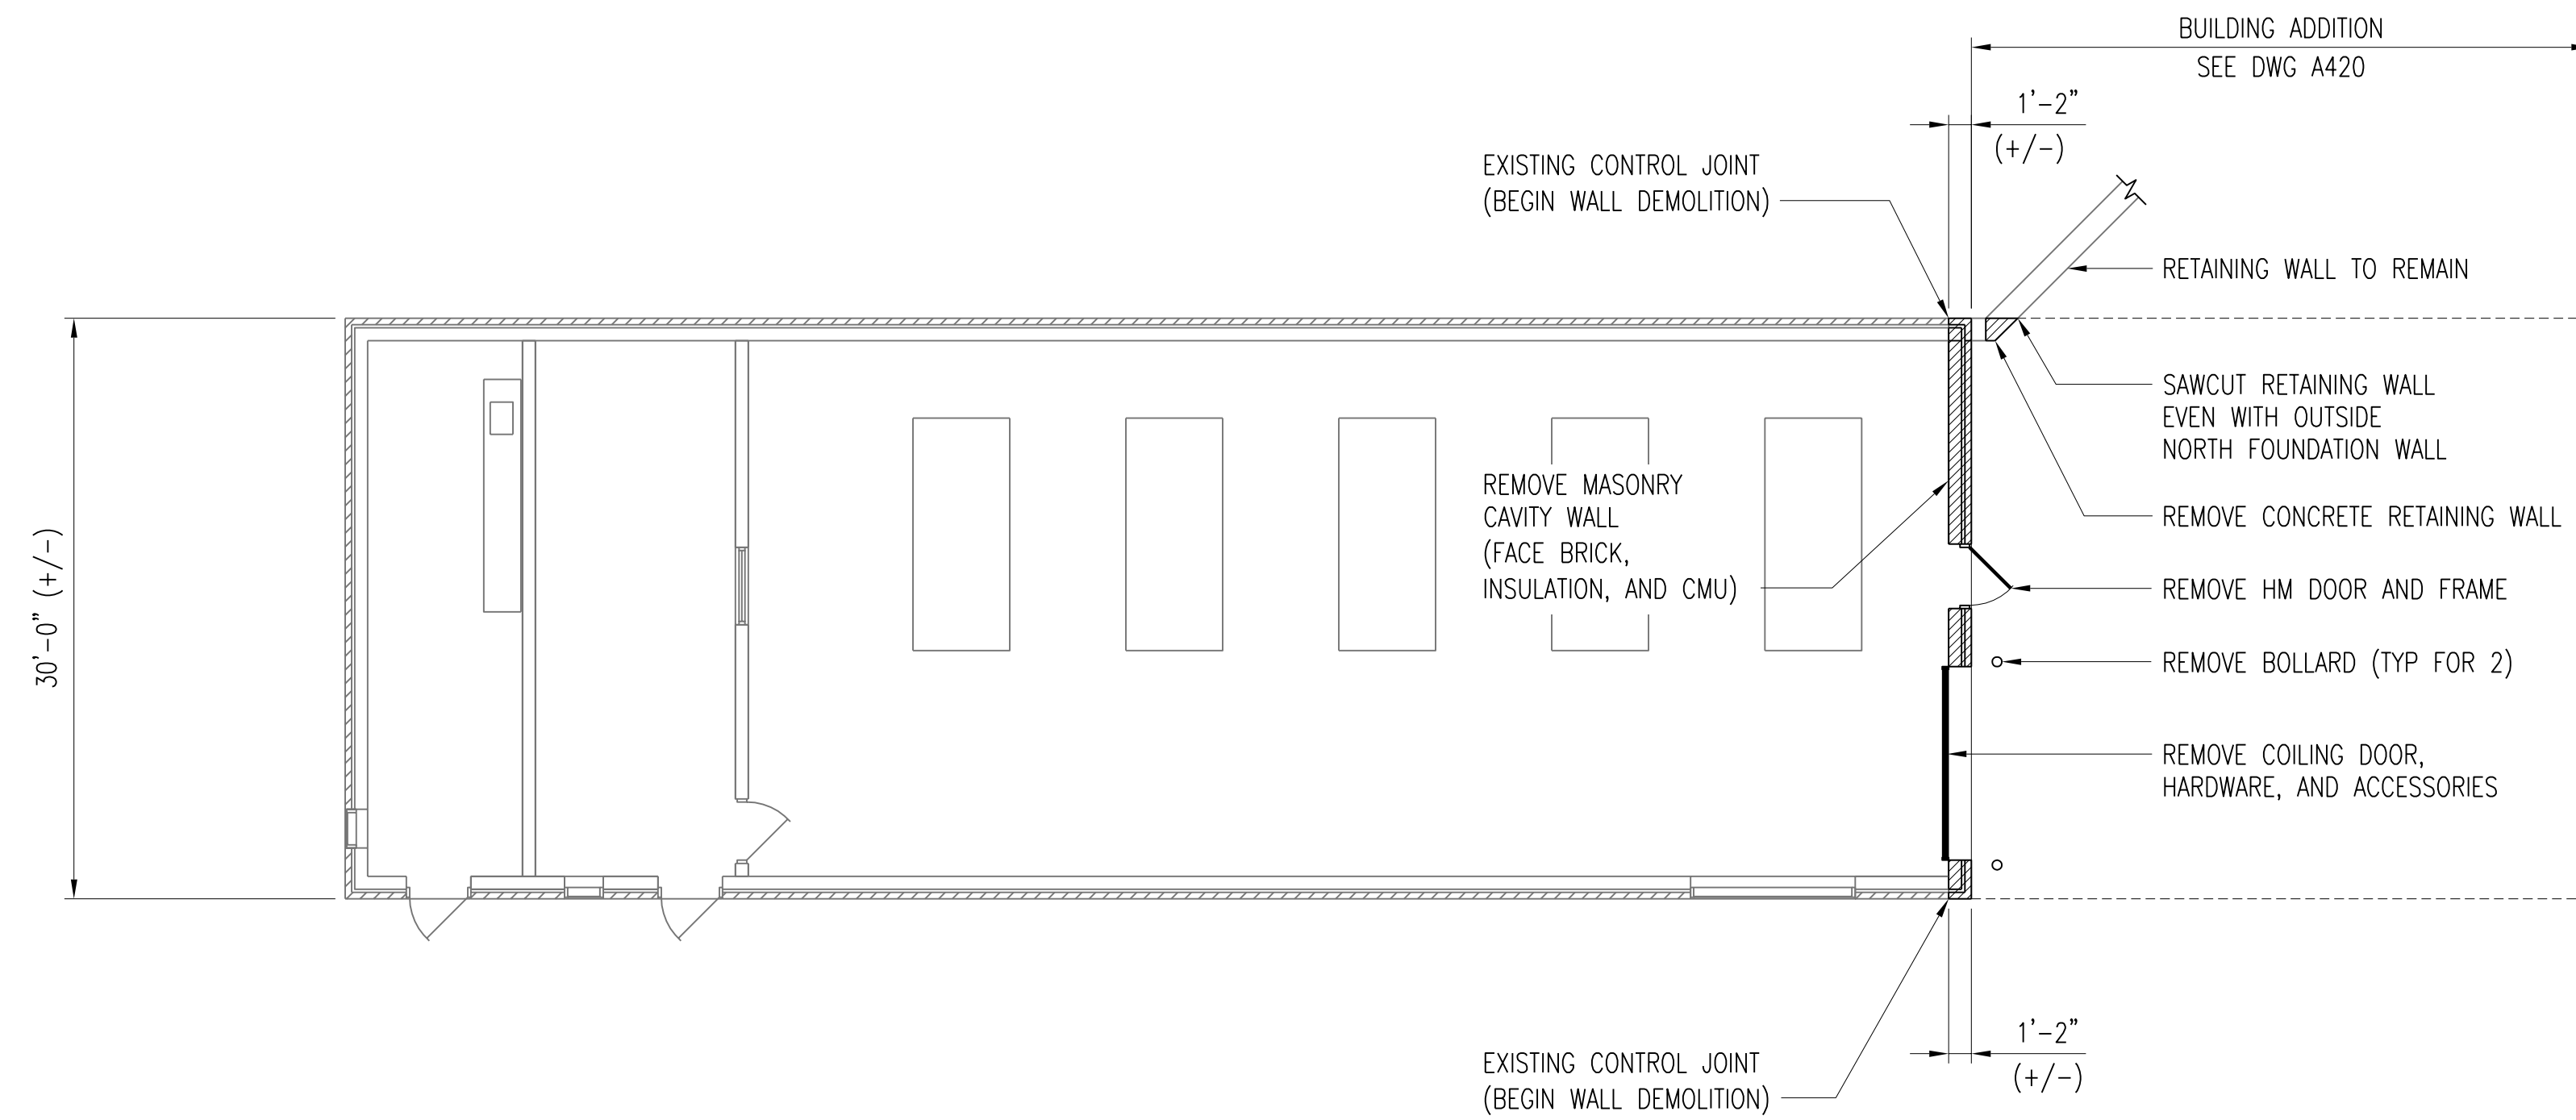 BUILDING ADDITION
SEE DWG A420
1'-2"
(+/-)
EXISTING CONTROL JOINT
(BEGIN WALL DEMOLITION)
RETAINING WALL TO REMAIN
SAWCUT RETAINING WALL
EVEN WITH OUTSIDE
NORTH FOUNDATION WALL
REMOVE MASONRY
CAVITY WALL
(FACE BRICK,
INSULATION, AND CMU)
REMOVE CONCRETE RETAINING WALL
REMOVE HM DOOR AND FRAME
30'-0" (+/-)
REMOVE BOLLARD (TYP FOR 2)
REMOVE COILING DOOR,
HARDWARE, AND ACCESSORIES
1'-2"
(+/-)
EXISTING CONTROL JOINT
(BEGIN WALL DEMOLITION)